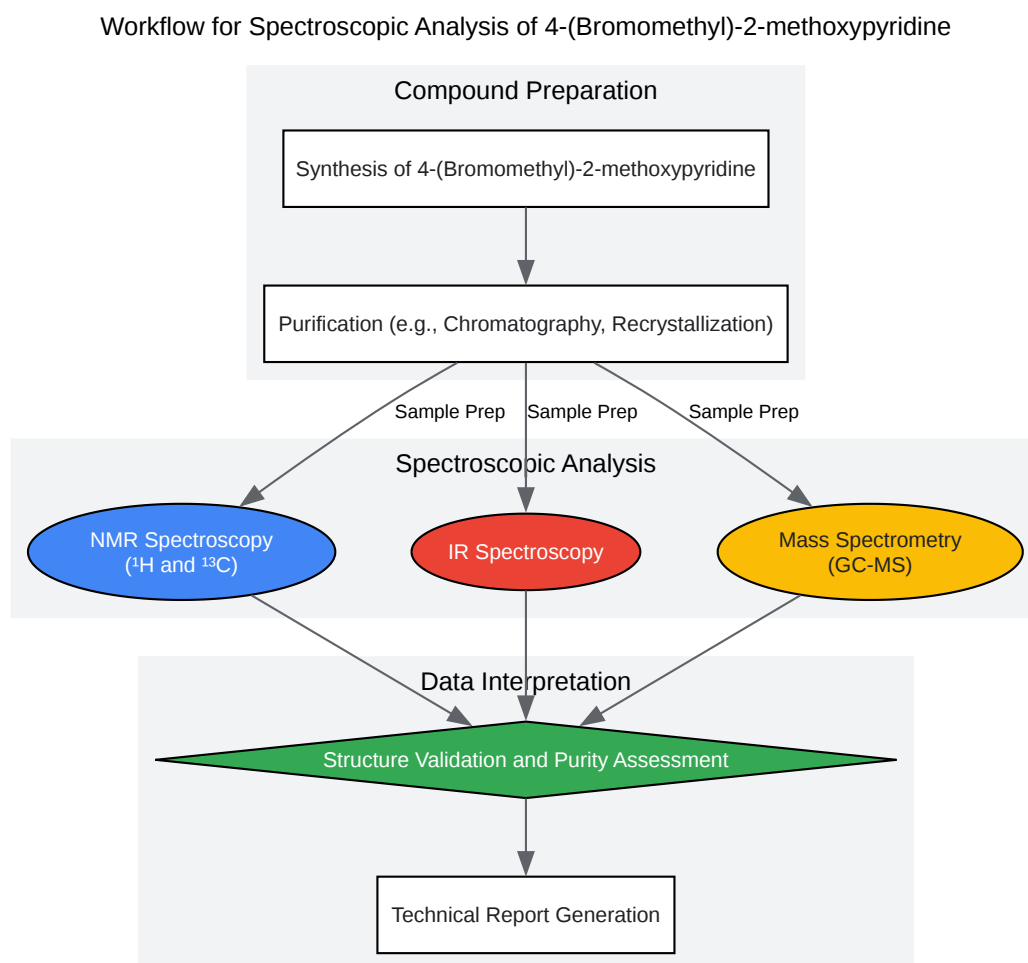 Workflow for Spectroscopic Analysis of 4-(Bromomethyl)-2-methoxypyridine
Compound Preparation
Synthesis of 4-(Bromomethyl)-2-methoxypyridine
Purification (e.g., Chromatography, Recrystallization)
Sample Prep
Sample Prep
Sample Prep
Spectroscopic Analysis
NMR Spectroscopy
(¹H and ¹³C)
IR Spectroscopy
Mass Spectrometry
(GC-MS)
Data Interpretation
Structure Validation and Purity Assessment
Technical Report Generation